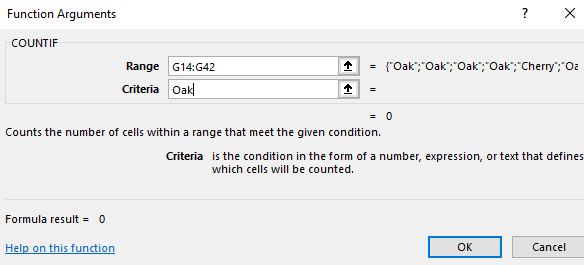 Function Arguments ? ×
COUNTIF
Range G14:G42 = {"Oak";"Oak";"Oak";"Oak";"Cherry";"Oa
Criteria Oak =
= 0
Counts the number of cells within a range that meet the given condition.
Criteria is the condition in the form of a number, expression, or text that defines
which cells will be counted.
Formula result = 0
Help on this function OK Cancel